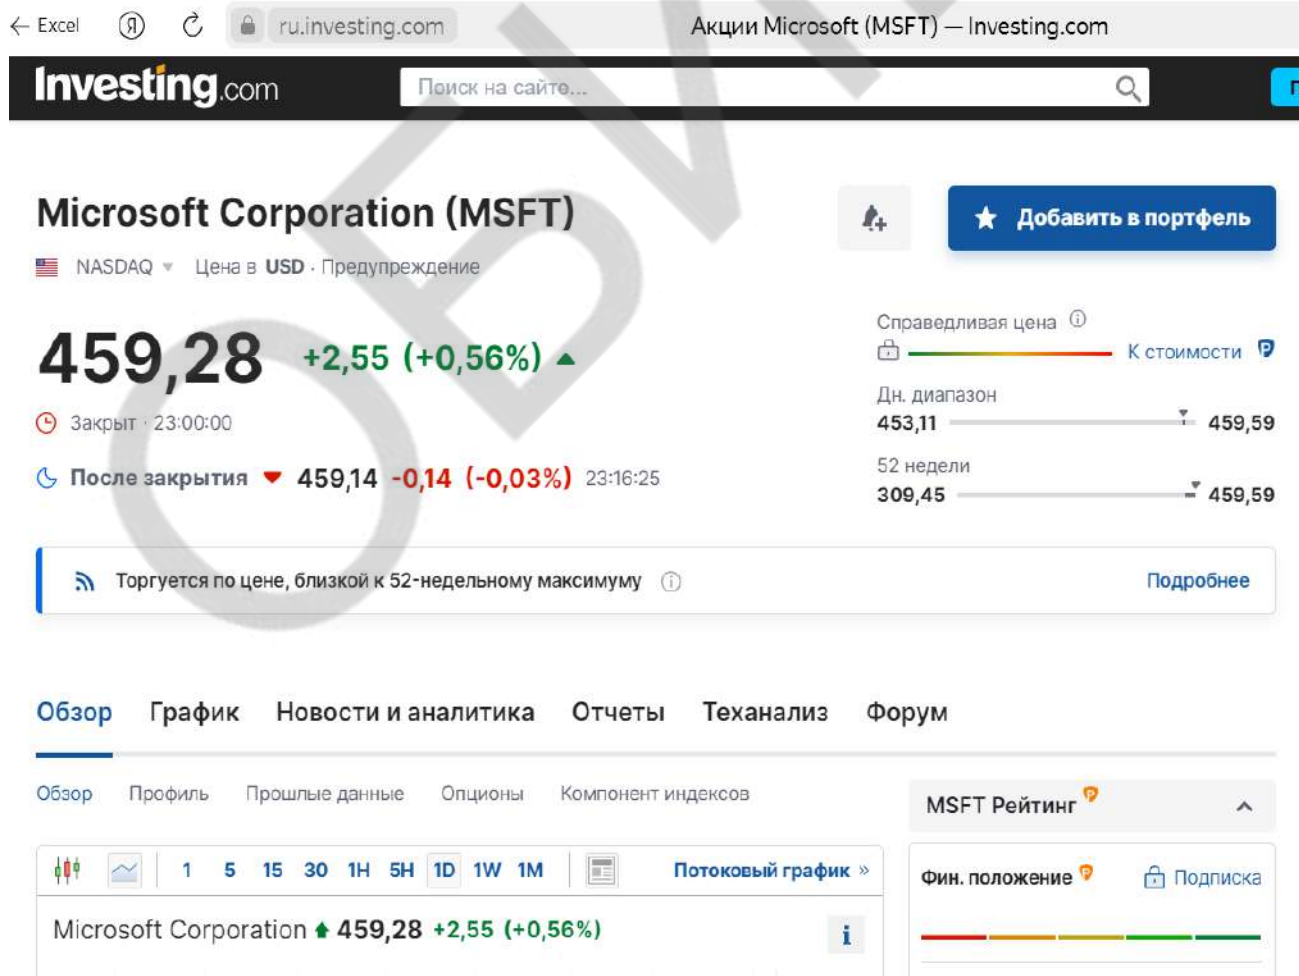 ← Excel Я ru.investing.com Акции Microsoft (MSFT) — Investing.com
Investing.com Поиск на сайте...
Microsoft Corporation (MSFT)
Добавить в портфель
NASDAQ Цена в USD · Предупреждение
459,28 +2,55 (+0,56%)
Закрыт · 23:00:00
После закрытия 459,14 -0,14 (-0,03%) 23:16:25
Справедливая цена
К стоимости
Дн. диапазон
453,11 459,59
52 недели
309,45 459,59
Торгуется по цене, близкой к 52-недельному максимуму Подробнее
Обзор График Новости и аналитика Отчеты Теханализ Форум
Обзор Профиль Прошлые данные Опционы Компонент индексов
1 5 15 30 1H 5H 1D 1W 1M Потоковый график »
Microsoft Corporation 459,28 +2,55 (+0,56%)
MSFT Рейтинг
Фин. положение Подписка